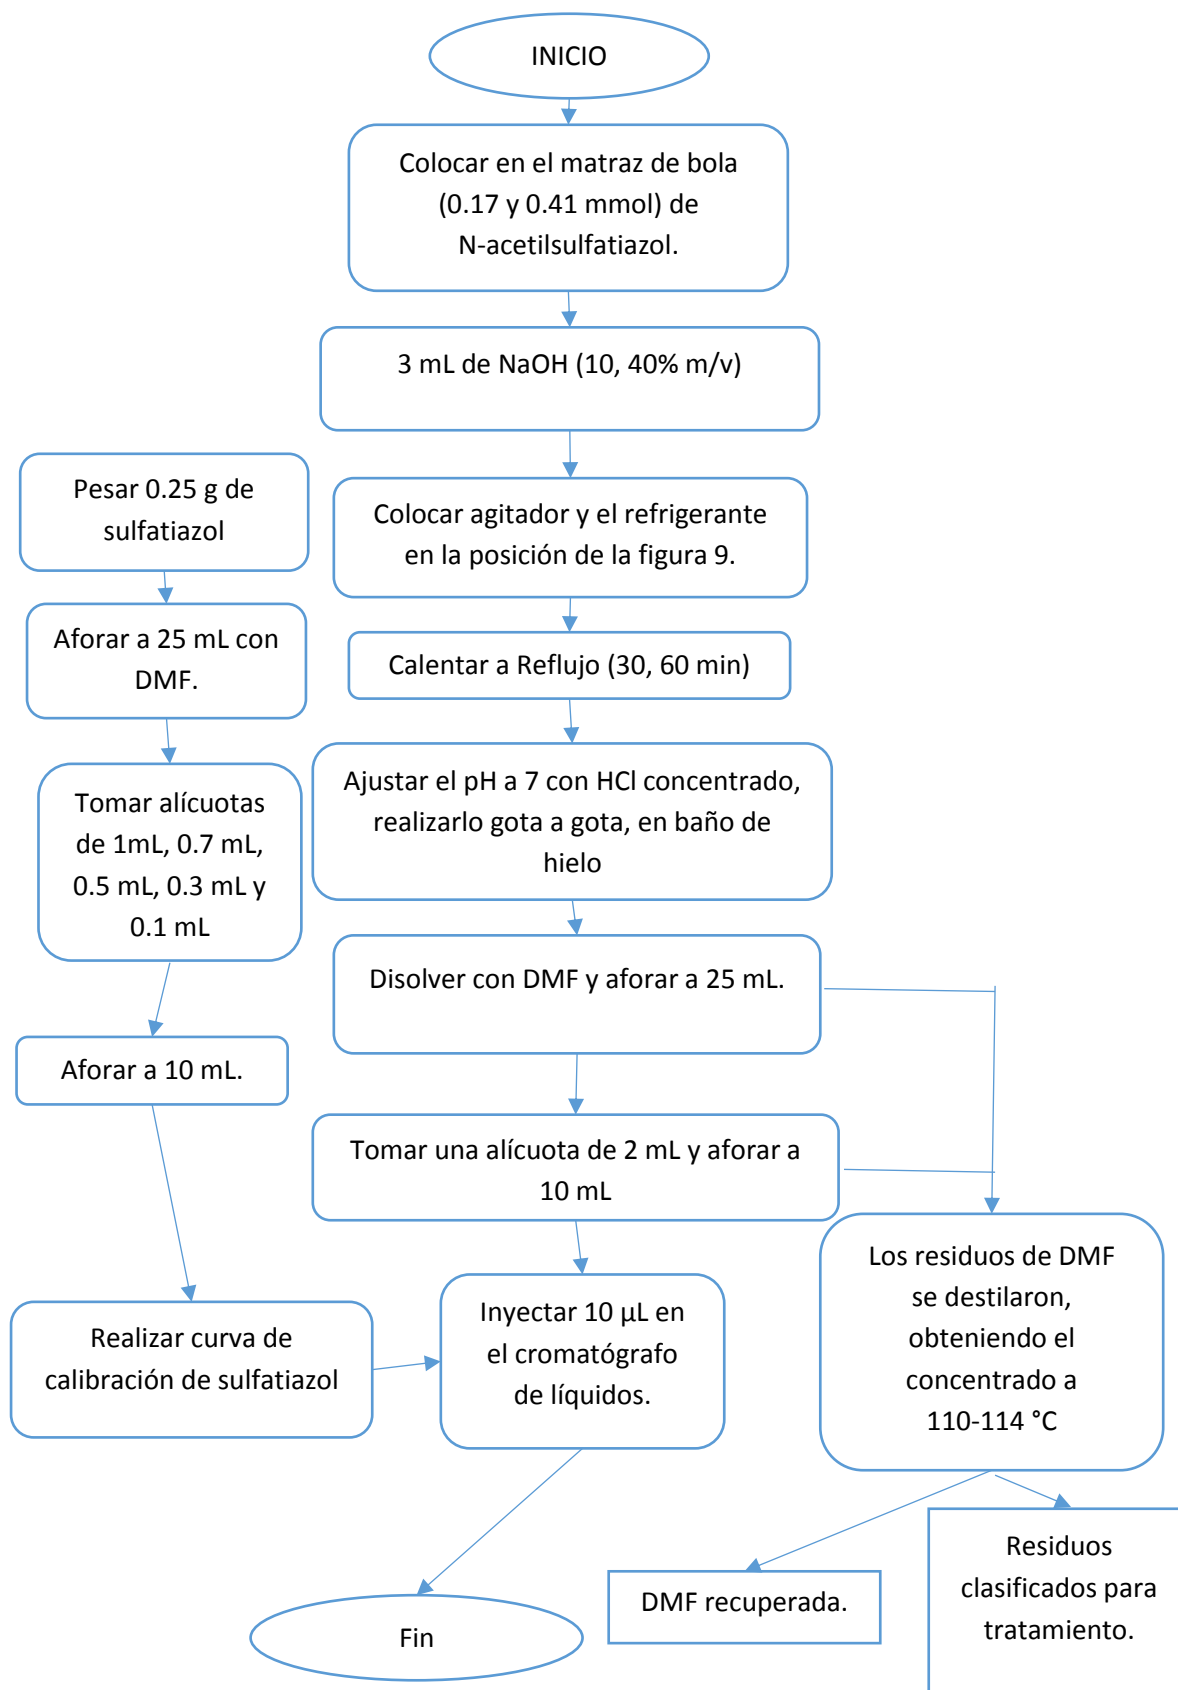 INICIO
Colocar en el matraz de bola
(0.17 y 0.41 mmol) de
N-acetilsulfatiazol.
3 mL de NaOH (10, 40% m/v)
Pesar 0.25 g de
sulfatiazol
Colocar agitador y el refrigerante
en la posición de la figura 9.
Aforar a 25 mL con
DMF.
Calentar a Reflujo (30, 60 min)
Tomar alícuotas
de 1mL, 0.7 mL,
0.5 mL, 0.3 mL y
0.1 mL
Ajustar el pH a 7 con HCl concentrado,
realizarlo gota a gota, en baño de
hielo
Disolver con DMF y aforar a 25 mL.
Aforar a 10 mL.
Tomar una alícuota de 2 mL y aforar a
10 mL
Los residuos de DMF
se destilaron,
obteniendo el
concentrado a
110-114 °C
Realizar curva de
calibración de sulfatiazol
Inyectar 10 µL en
el cromatógrafo
de líquidos.
Residuos
clasificados para
tratamiento.
DMF recuperada.
Fin